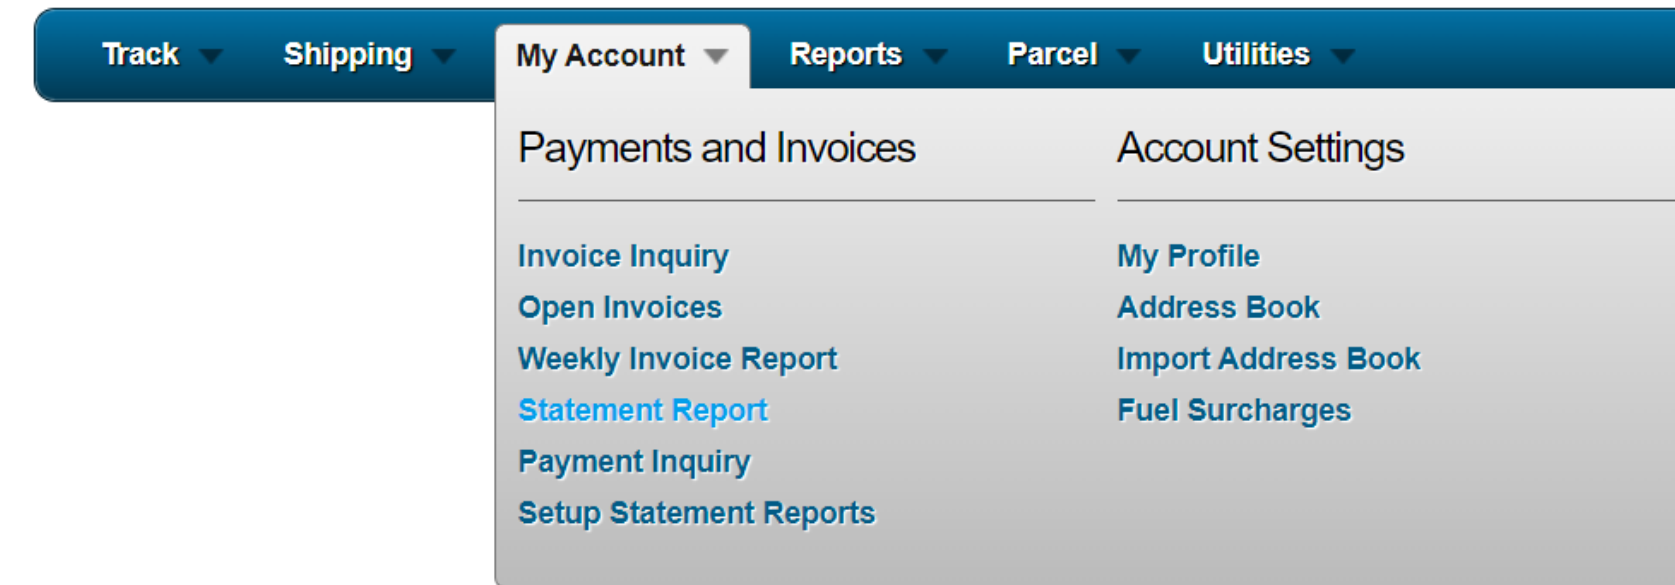 Track Shipping My Account Reports Parcel Utilities
Payments and Invoices
Invoice Inquiry
Open Invoices
Weekly Invoice Report
Statement Report
Payment Inquiry
Setup Statement Reports
Account Settings
My Profile
Address Book
Import Address Book
Fuel Surcharges